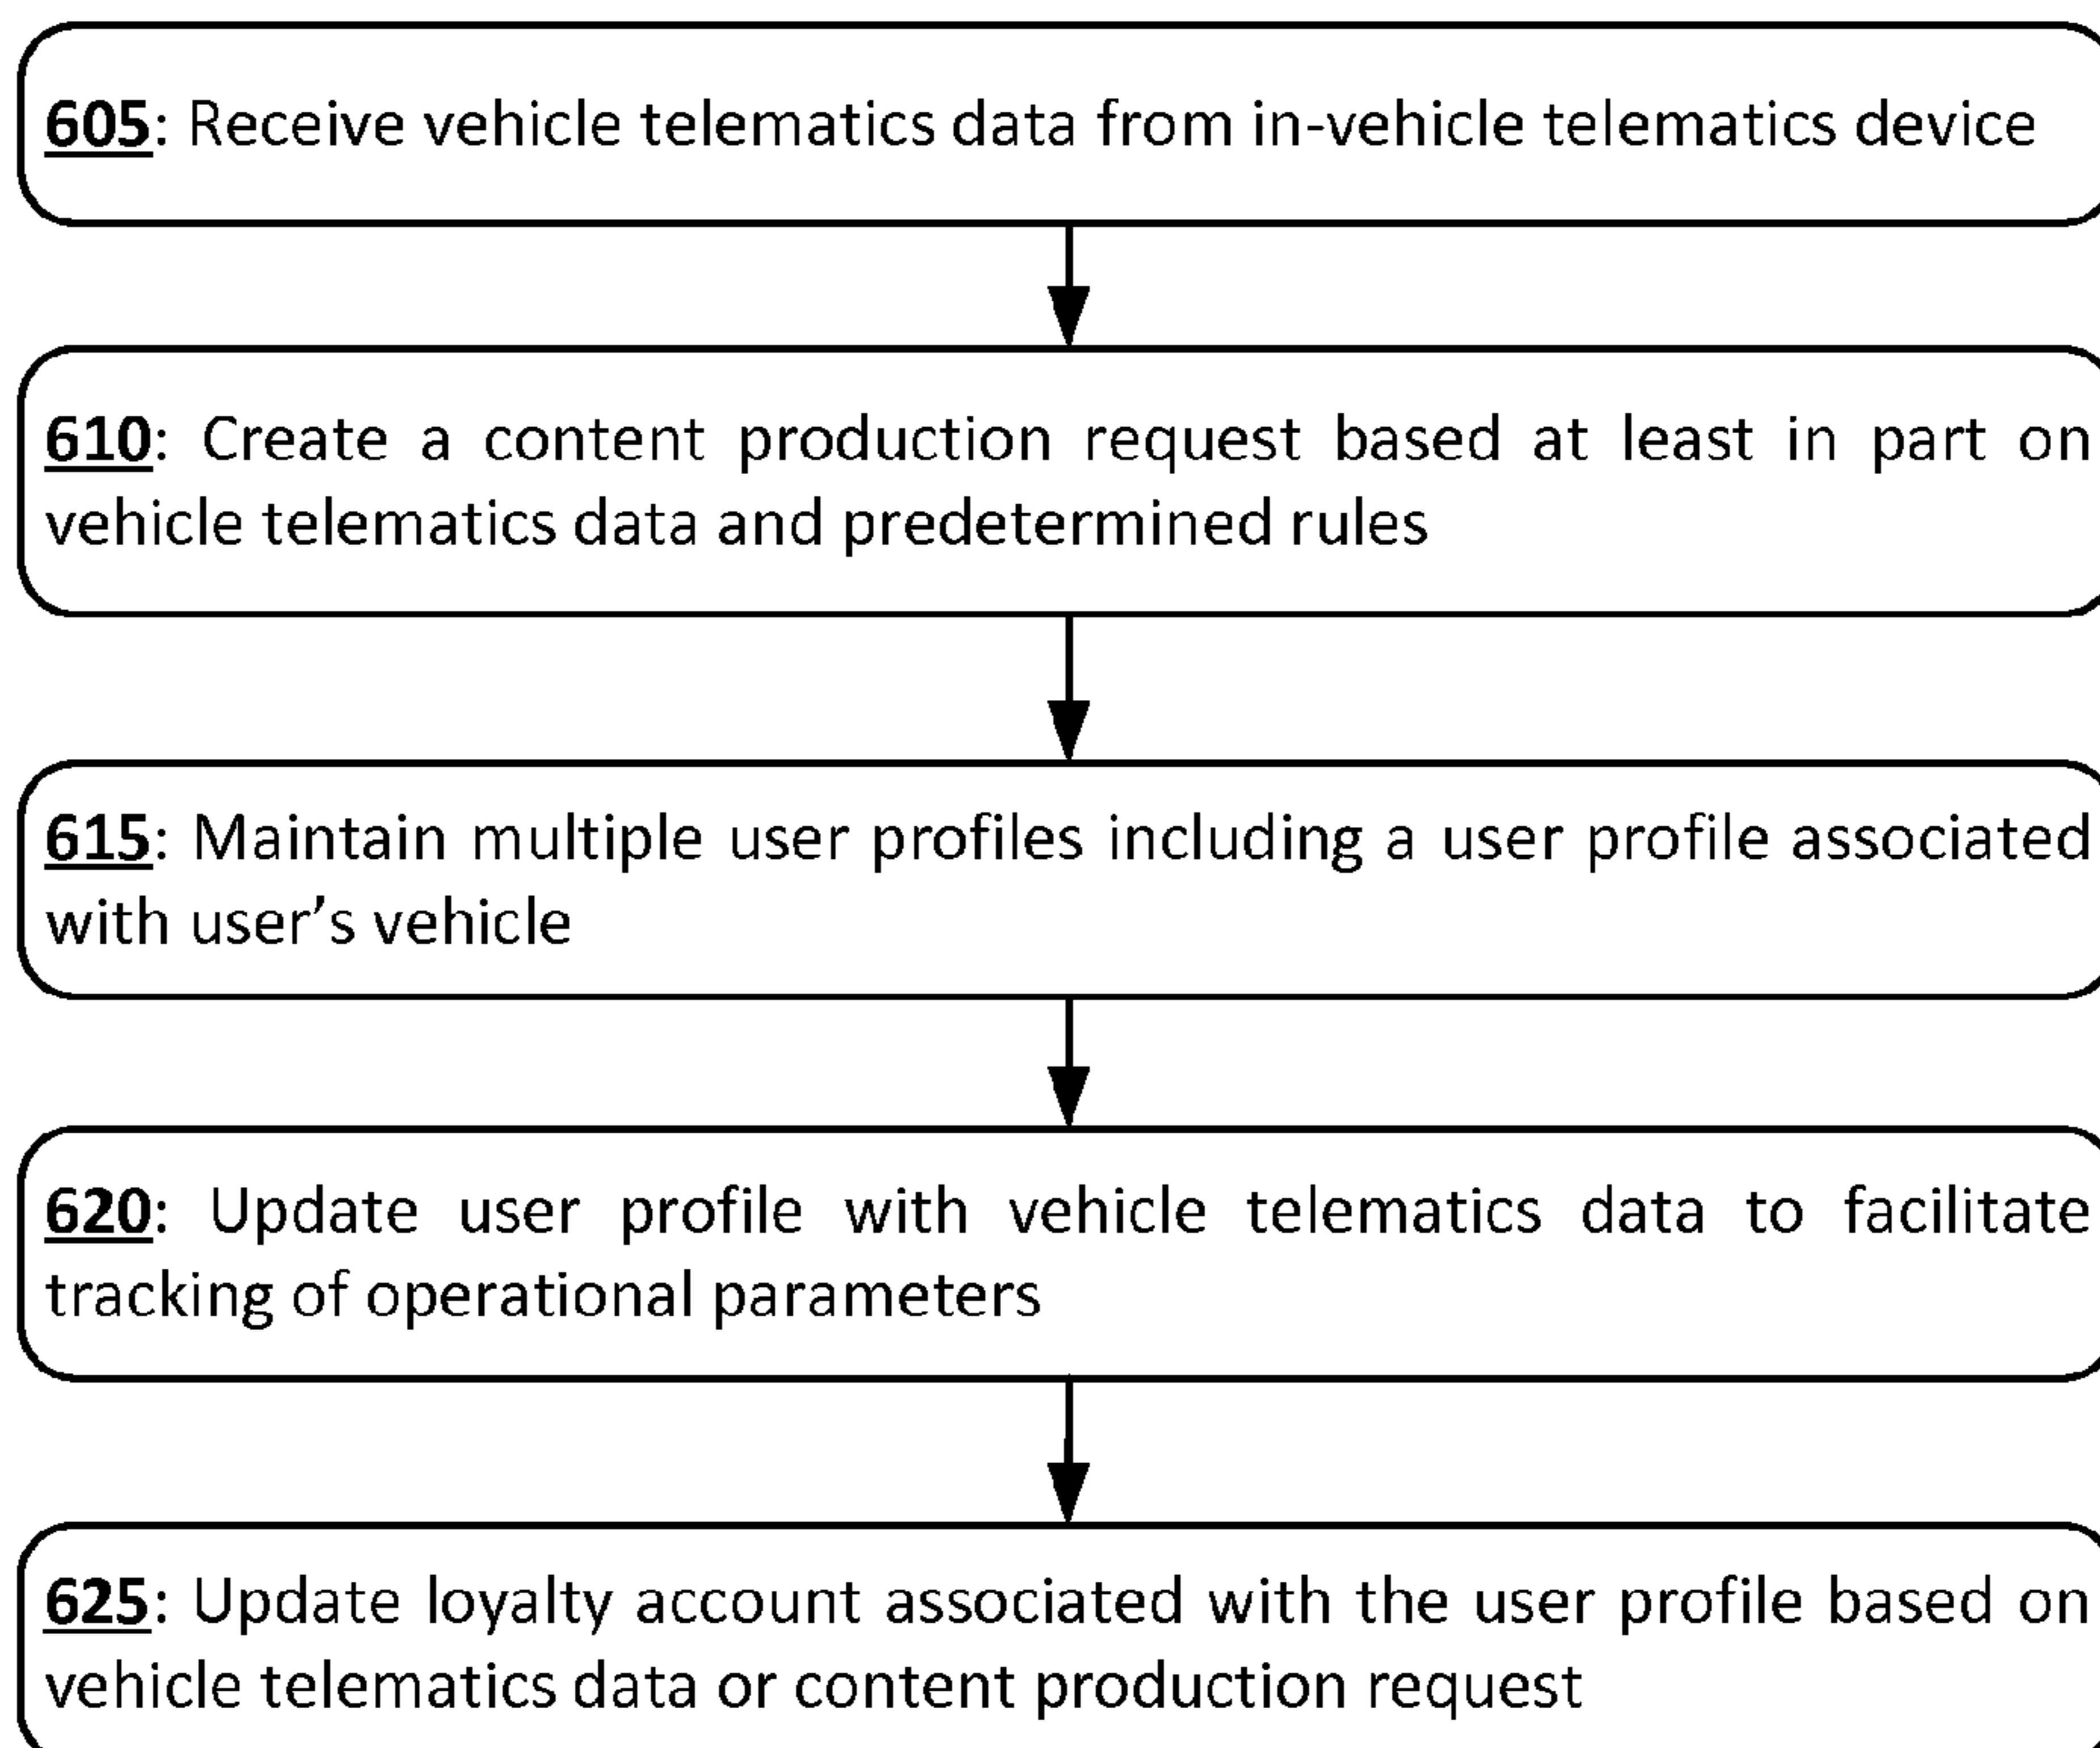 605: Receive vehicle telematics data from in-vehicle telematics device
610: Create a content production request based at least in part on
vehicle telematics data and predetermined rules
615: Maintain multiple user profiles including a user profile associated
with user's vehicle
620: Update user profile with vehicle telematics data to facilitate
tracking of operational parameters
625: Update loyalty account associated with the user profile based on
vehicle telematics data or content production request